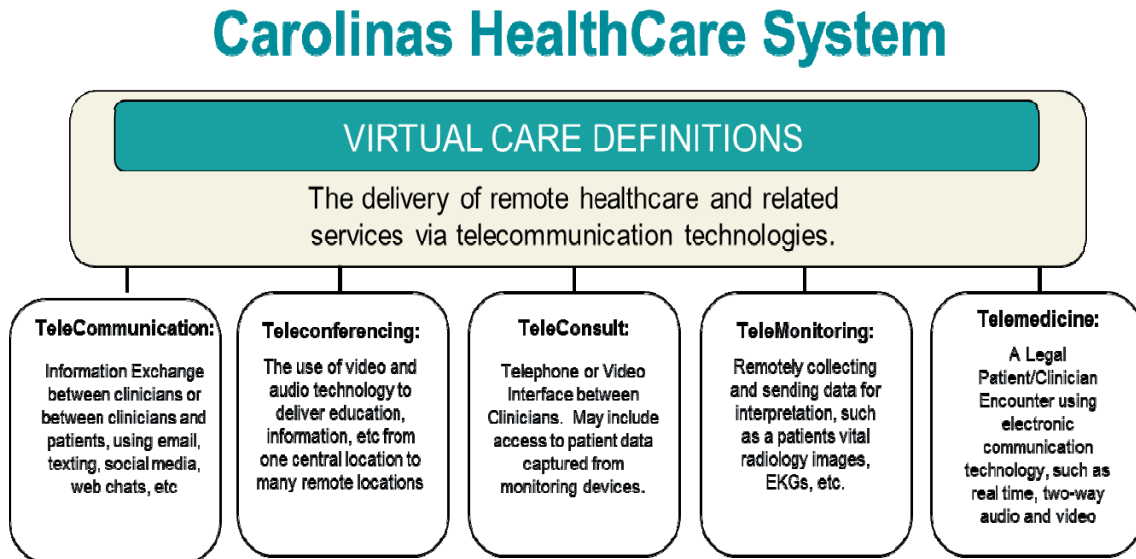 Carolinas HealthCare System
VIRTUAL CARE DEFINITIONS
The delivery of remote healthcare and related
services via telecommunication technologies.
TeleCommunication:
Information Exchange
between clinicians or
between clinicians and
patients, using email,
texting, social media,
web chats, etc
Teleconferencing:
The use of video and
audio technology to
deliver education,
information, etc from
one central location to
many remote locations
TeleConsult:
Telephone or Video
Interface between
Clinicians. May include
access to patient data
captured from
monitoring devices.
TeleMonitoring:
Remotely collecting
and sending data for
interpretation, such
as a patients vital
radiology images,
EKGs, etc.
Telemedicine:
A Legal
Patient/Clinician
Encounter using
electronic
communication
technology, such as
real time, two-way
audio and video